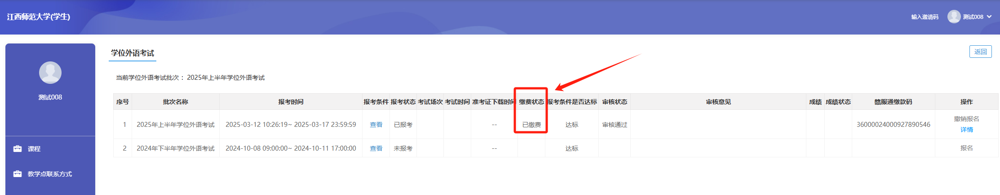 江西师范大学(学生)
输入邀请码
测试008
测试008
课程
教学点联系方式
学位外语考试
返回
当前学位外语考试批次： 2025年上半年学位外语考试
序号 批次名称 报考时间 报考条件 报考状态 考试场次 考试时间 准考证下载时间 缴费状态 报考条件是否达标 审核状态 审核意见 成绩 成绩状态 赣服通缴款码 操作
1 2025年上半年学位外语考试 2025-03-12 10:26:19~ 2025-03-17 23:59:59 查看 已报考 -- 已缴费 达标 审核通过 36000024000927890546 撤销报名
详情
2 2024年下半年学位外语考试 2024-10-08 09:00:00~ 2024-10-11 17:00:00 查看 未报考 -- 达标 报名